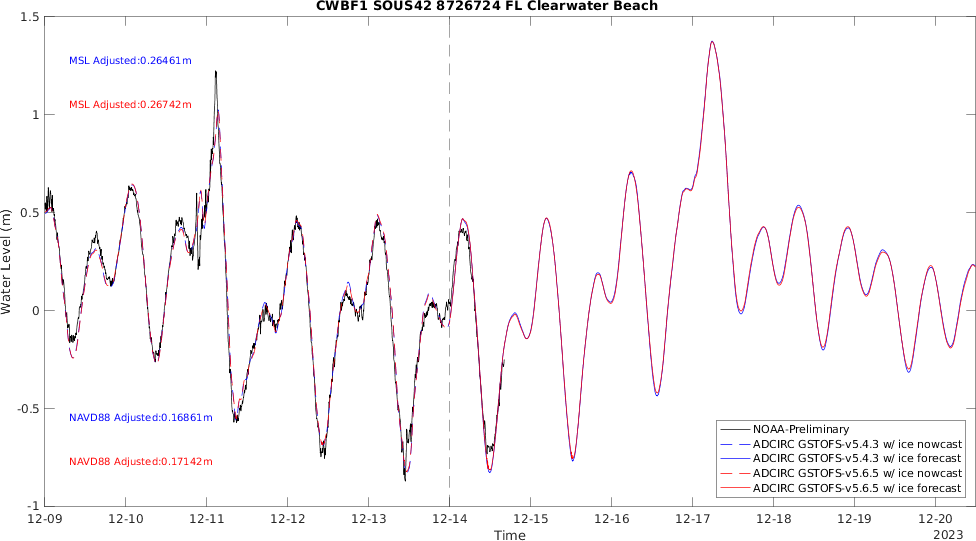 CWBF1 SOUS42 8726724 FL Clearwater Beach
1.5
1
0.5
0
-0.5
-1
Water Level (m)
MSL Adjusted:0.26461m
MSL Adjusted:0.26742m
NAVD88 Adjusted:0.16861m
NAVD88 Adjusted:0.17142m
NOAA-Preliminary
ADCIRC GSTOFS-v5.4.3 w/ ice nowcast
ADCIRC GSTOFS-v5.4.3 w/ ice forecast
ADCIRC GSTOFS-v5.6.5 w/ ice nowcast
ADCIRC GSTOFS-v5.6.5 w/ ice forecast
12-09 12-10 12-11 12-12 12-13 12-14 12-15 12-16 12-17 12-18 12-19 12-20
2023
Time